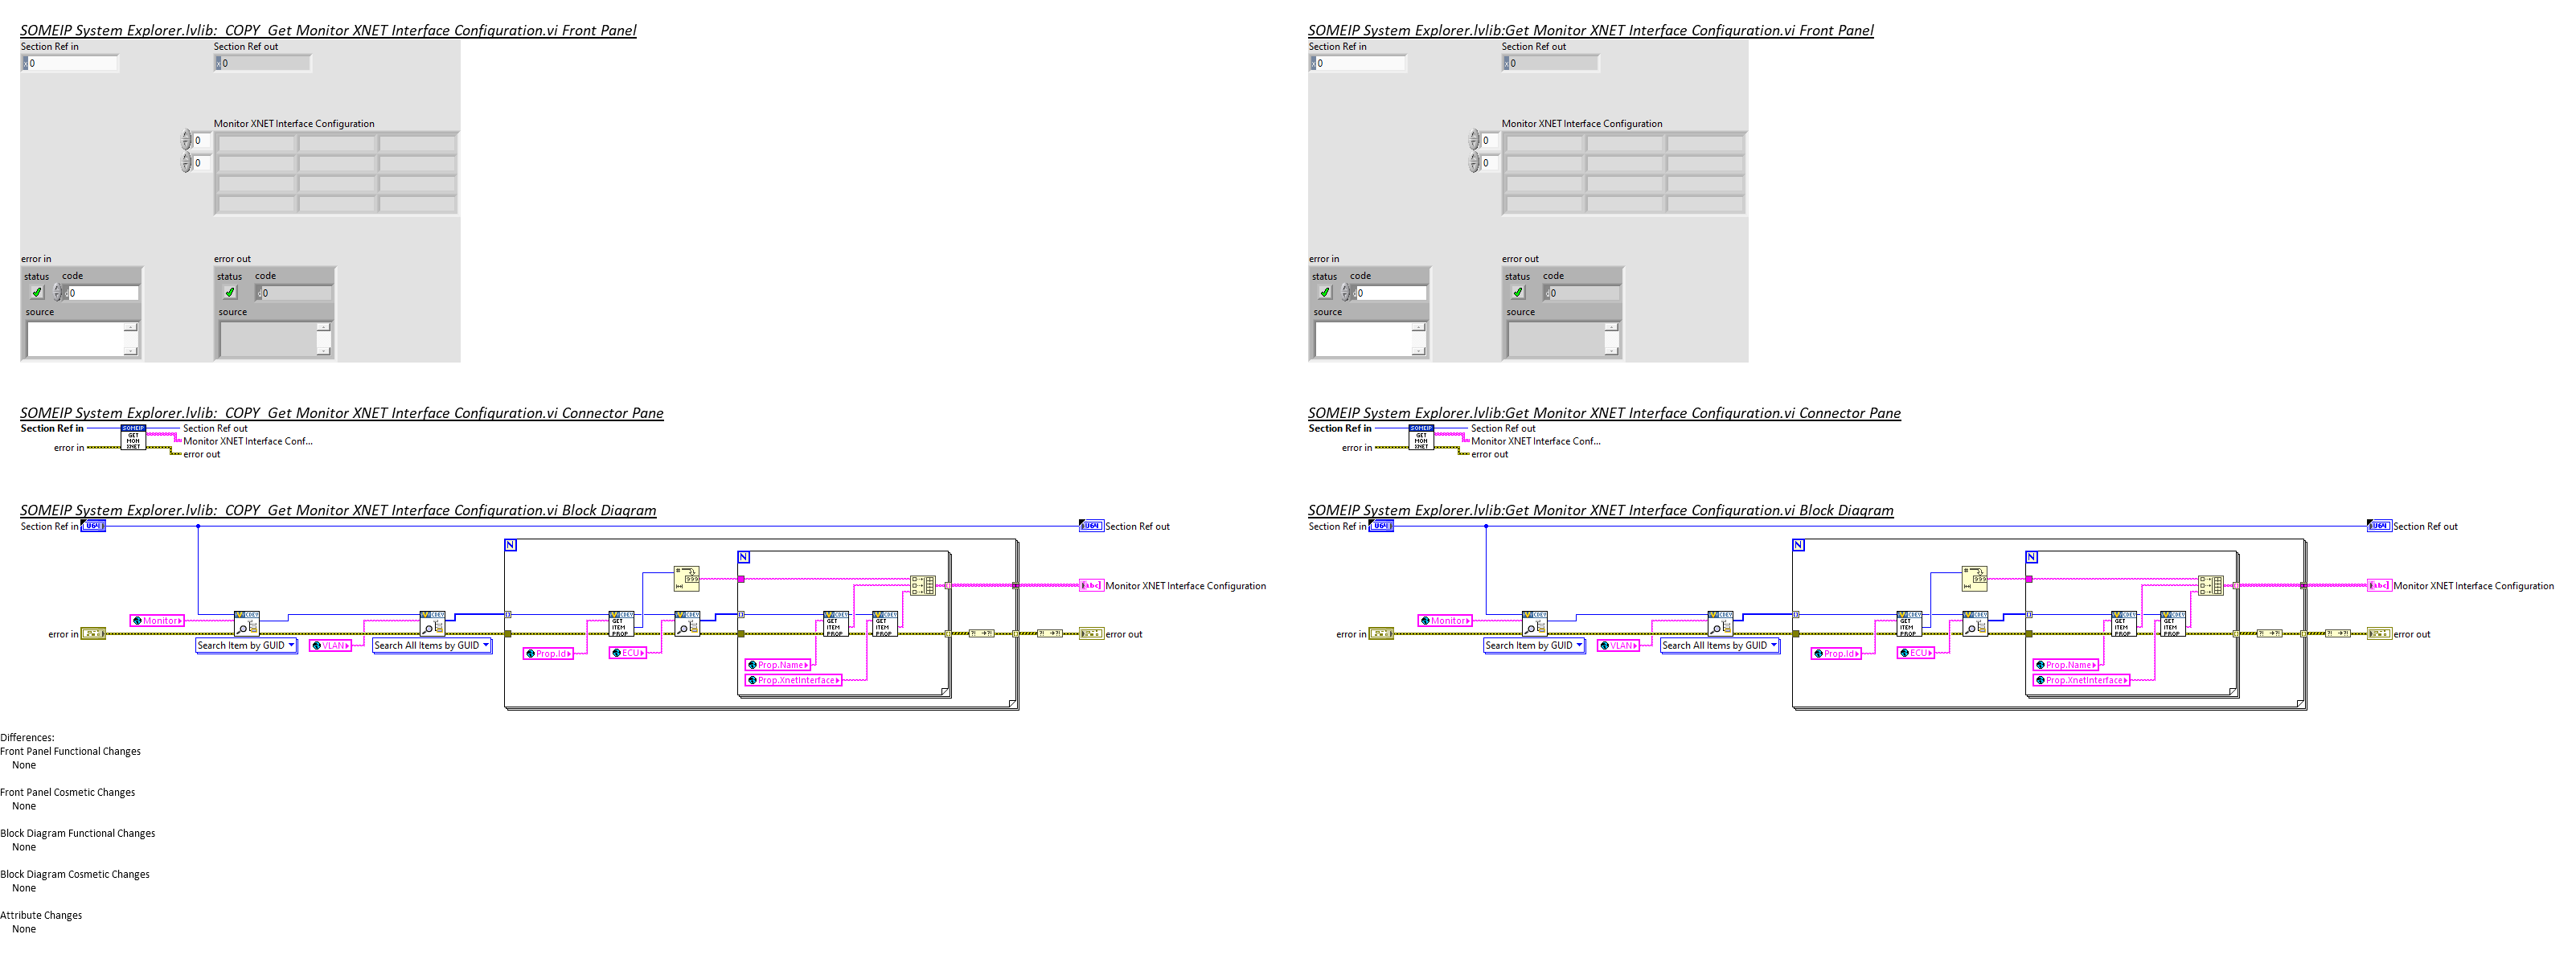 SOMEIP System Explorer.lvlib:  COPY  Get Monitor XNET Interface Configuration.vi Front Panel
Section Ref in
Section Ref out
0
0
Monitor XNET Interface Configuration
0
0
error in
error out
status code
status code
0
0
source
source
SOMEIP System Explorer.lvlib:  COPY  Get Monitor XNET Interface Configuration.vi Connector Pane
Section Ref in
SOMEIP
GET
MON
XNET
Section Ref out
Monitor XNET Interface Conf...
error in
error out
SOMEIP System Explorer.lvlib:  COPY  Get Monitor XNET Interface Configuration.vi Block Diagram
Section Ref in
U64
U64
Section Ref out
N
N
abc
Monitor XNET Interface Configuration
Monitor
error in
error out
Search Item by GUID
VLAN
Search All Items by GUID
GET ITEM PROP
GET ITEM PROP
GET ITEM PROP
Prop.Id
ECU
Prop.Name
Prop.XnetInterface
Differences:
Front Panel Functional Changes
None
Front Panel Cosmetic Changes
None
Block Diagram Functional Changes
None
Block Diagram Cosmetic Changes
None
Attribute Changes
None
SOMEIP System Explorer.lvlib:Get Monitor XNET Interface Configuration.vi Front Panel
Section Ref in
Section Ref out
0
0
Monitor XNET Interface Configuration
0
0
error in
error out
status code
status code
0
0
source
source
SOMEIP System Explorer.lvlib:Get Monitor XNET Interface Configuration.vi Connector Pane
Section Ref in
SOMEIP
GET
MON
XNET
Section Ref out
Monitor XNET Interface Conf...
error in
error out
SOMEIP System Explorer.lvlib:Get Monitor XNET Interface Configuration.vi Block Diagram
Section Ref in
U64
U64
Section Ref out
N
N
abc
Monitor XNET Interface Configuration
Monitor
error in
error out
Search Item by GUID
VLAN
Search All Items by GUID
GET ITEM PROP
GET ITEM PROP
GET ITEM PROP
Prop.Id
ECU
Prop.Name
Prop.XnetInterface